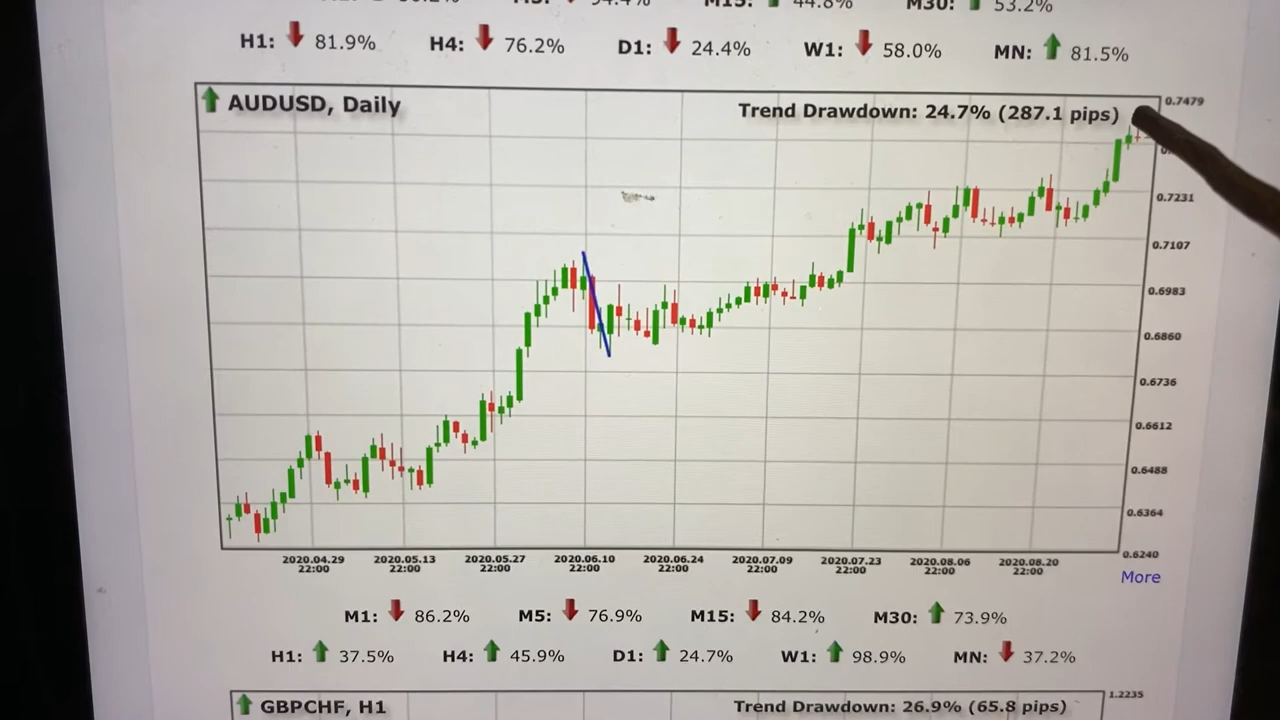 44.8%
M30: 53.2%
H1: 81.9% H4: 76.2% D1: 24.4% W1: 58.0% MN: 81.5%
AUDUSD, Daily
Trend Drawdown: 24.7% (287.1 pips)
0.7479
0.7231
0.7107
0.6983
0.6860
0.6736
0.6612
0.6488
0.6364
0.6240
2020.04.29 2020.05.13 2020.05.27 2020.06.10 2020.06.24 2020.07.09 2020.07.23 2020.08.06 2020.08.20
22:00 22:00 22:00 22:00 22:00 22:00 22:00 22:00 22:00
More
M1: 86.2% M5: 76.9% M15: 84.2% M30: 73.9%
H1: 37.5% H4: 45.9% D1: 24.7% W1: 98.9% MN: 37.2%
GBPCHF, H1
Trend Drawdown: 26.9% (65.8 pips)
1.2235